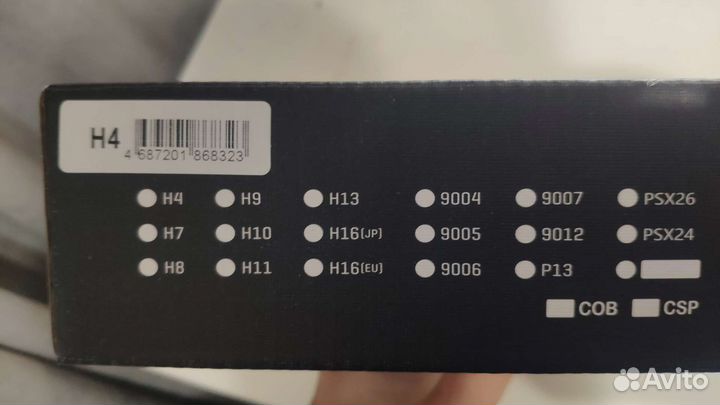 H4
4 687201 868323
H4 H9 H13 9004 9007 PSX26
H7 H10 H16(JP) 9005 9012 PSX24
H8 H11 H16(EU) 9006 P13
COB CSP
Avito